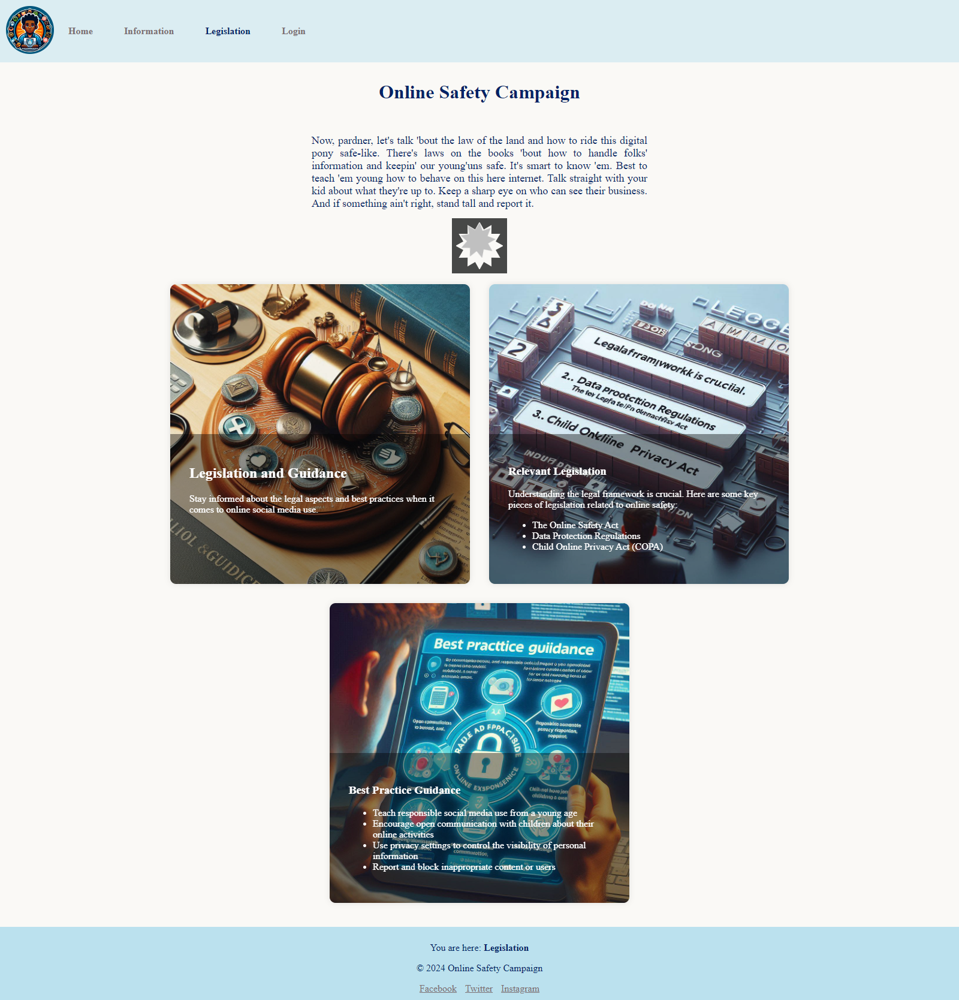 Home Information Legislation Login
Online Safety Campaign
Now, pardner, let's talk 'bout the law of the land and how to ride this digital
pony safe-like. There's laws on the books 'bout how to handle folks'
information and keepin' our young'uns safe. It's smart to know 'em. Best to
teach 'em young how to behave on this here internet. Talk straight with your
kid about what they're up to. Keep a sharp eye on who can see their business.
And if something ain't right, stand tall and report it.
Legislation and Guidance
Stay informed about the legal aspects and best practices when it
comes to online social media use.
2
2.. Data
3.. Child
Privacy Act
Relevant Legislation
Understanding the legal framework is crucial. Here are some key
pieces of legislation related to online safety:
The Online Safety Act
Data Protection Regulations
Child Online Privacy Act (COPA)
Best Practtice guiidance
Best Practice Guidance
Teach responsible social media use from a young age
Encourage open communication with children about their
online activities
Use privacy settings to control the visibility of personal
information
Report and block inappropriate content or users
You are here: Legislation
© 2024 Online Safety Campaign
Facebook Twitter Instagram